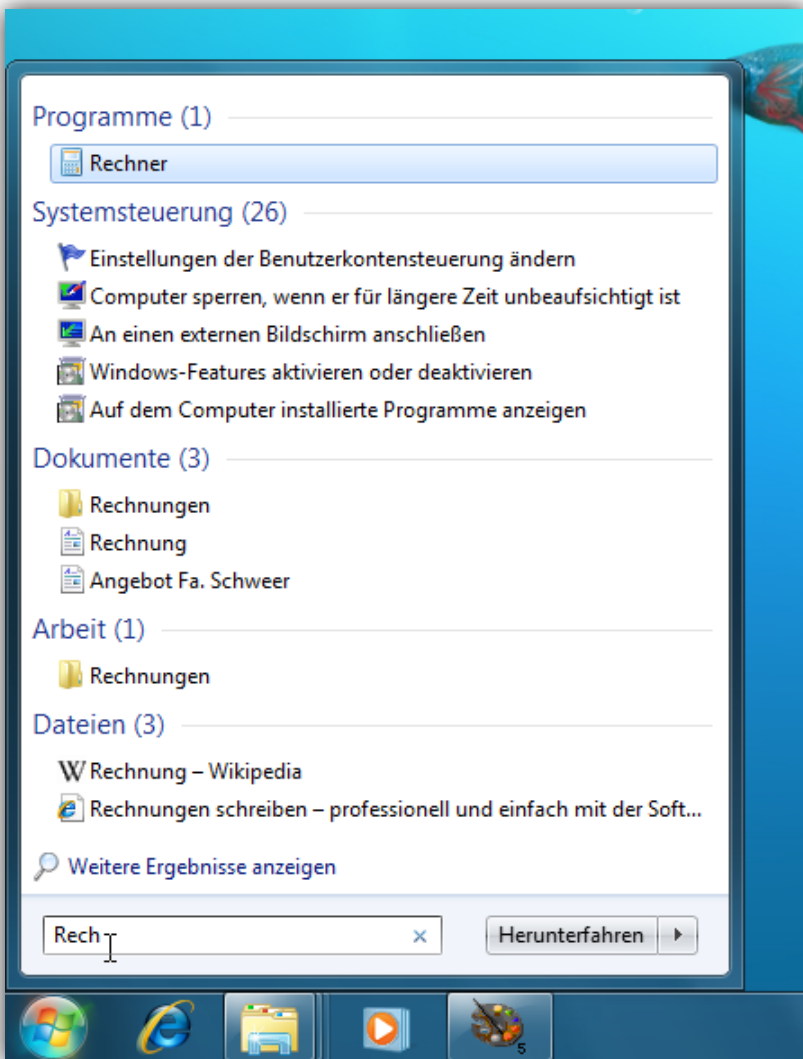 Programme (1)
Rechner
Systemsteuerung (26)
Einstellungen der Benutzerkontensteuerung ändern
Computer sperren, wenn er für längere Zeit unbeaufsichtigt ist
An einen externen Bildschirm anschließen
Windows-Features aktivieren oder deaktivieren
Auf dem Computer installierte Programme anzeigen
Dokumente (3)
Rechnungen
Rechnung
Angebot Fa. Schweer
Arbeit (1)
Rechnungen
Dateien (3)
W Rechnung – Wikipedia
Rechnungen schreiben – professionell und einfach mit der Soft...
Weitere Ergebnisse anzeigen
Rech Herunterfahren
5